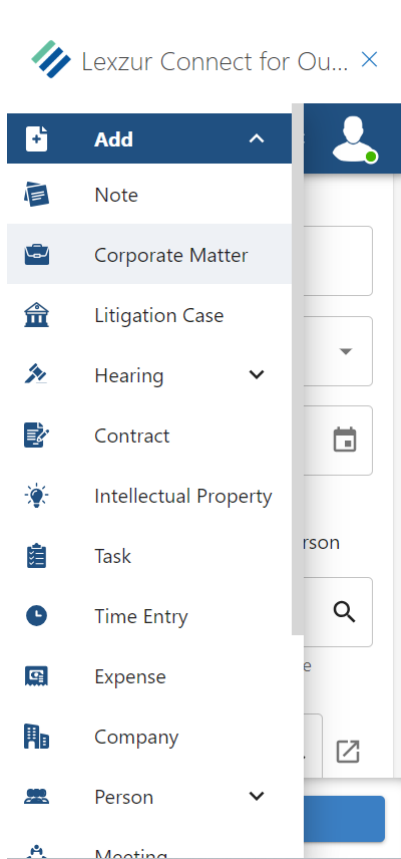 Lexzur Connect for Ou...
Add
Note
Corporate Matter
Litigation Case
Hearing
Contract
Intellectual Property
rson
Task
Time Entry
e
Expense
Company
Person
Meeting